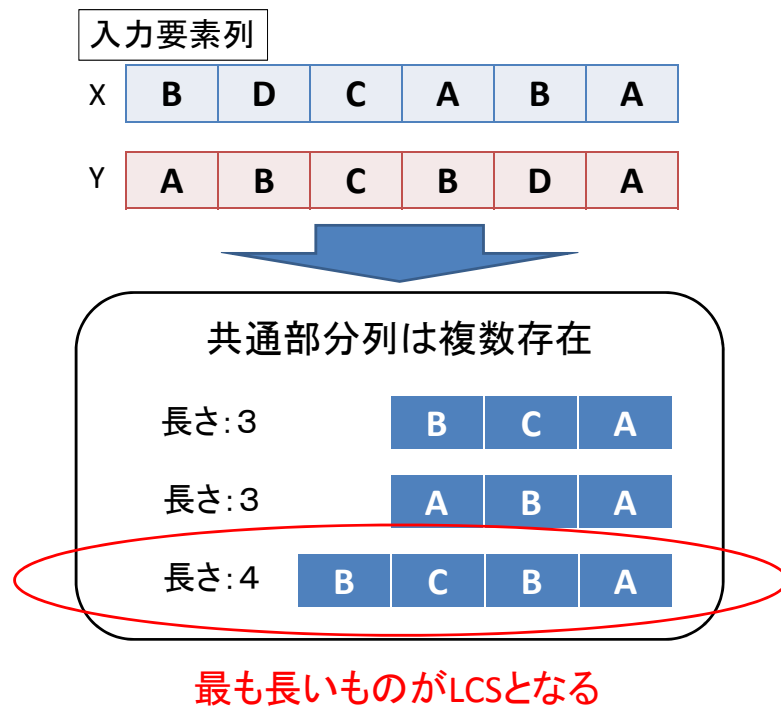 入力要素列
X B D C A B A
Y A B C B D A
共通部分列は複数存在
長さ:3 B C A
長さ:3 A B A
長さ:4 B C B A
最も長いものがLCSとなる